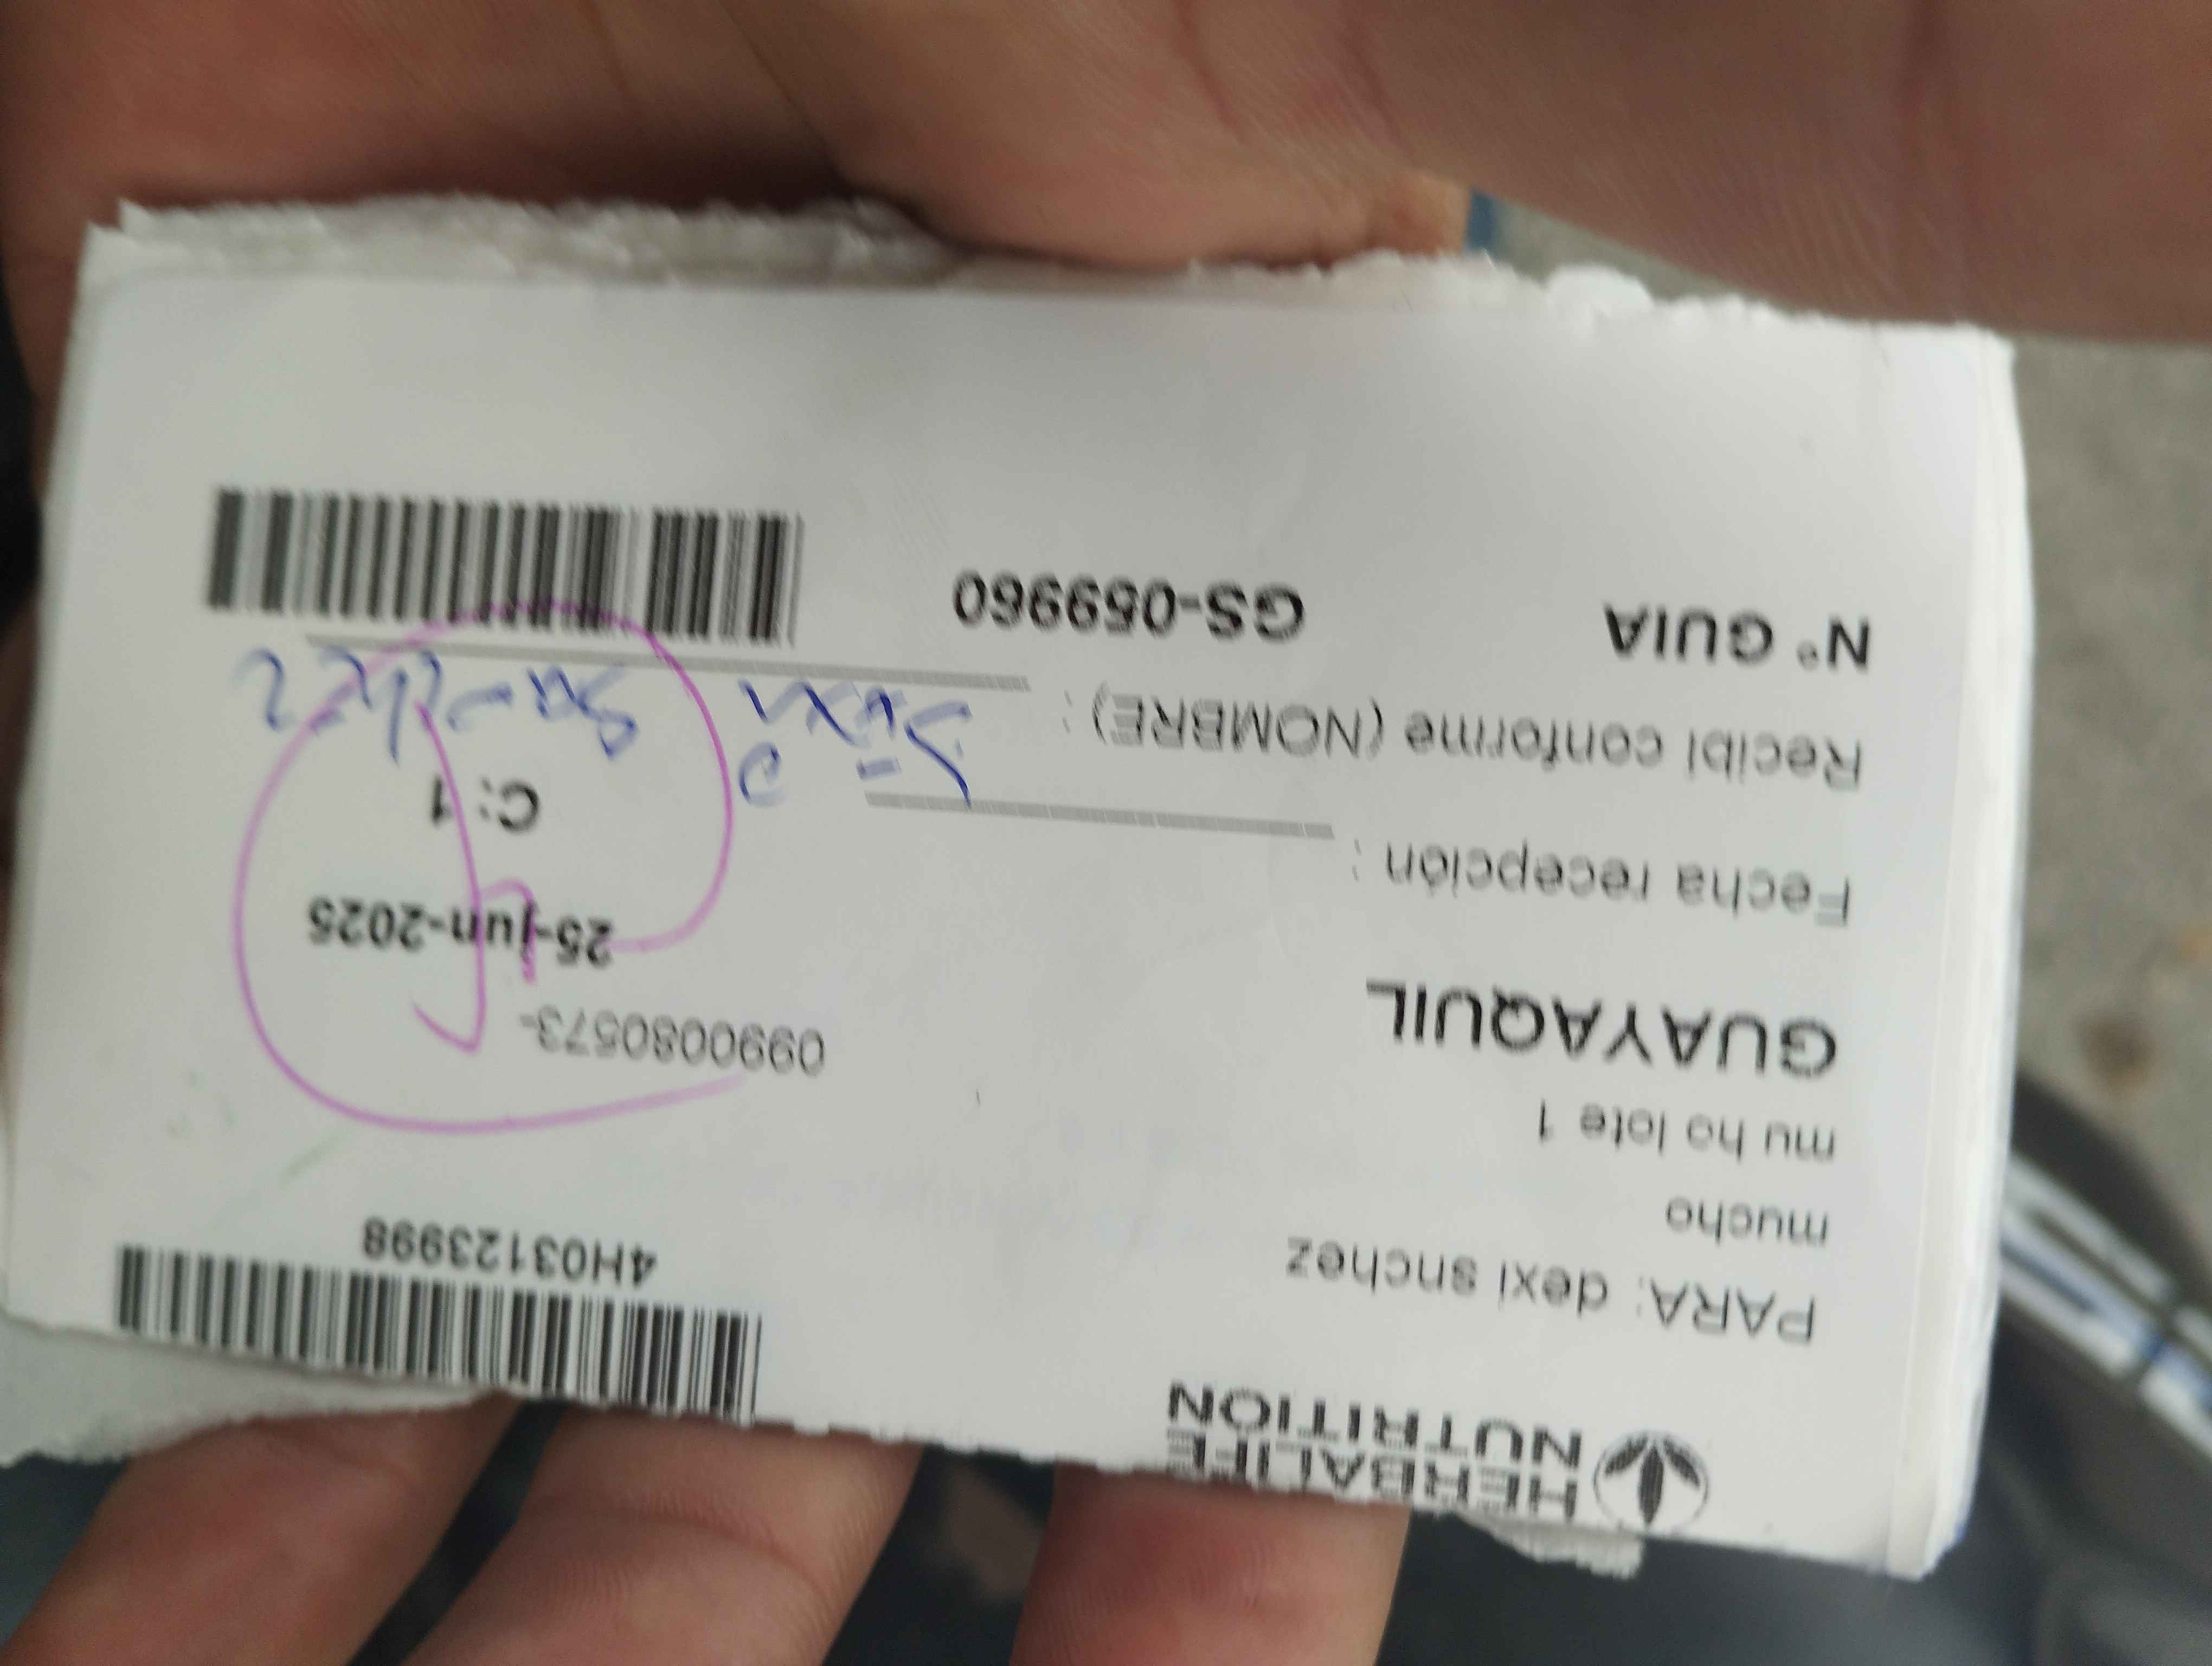 HERBALIFE
NUTRITION
4H03123998
PARA: dexi snchez
mucho
mu ho lote 1
0990080573-
GUAYAQUIL
25-jun-2025
Fecha recepción :
C: 1
Recibi conforme (NOMBRE) :
N° GUIA GS-059960